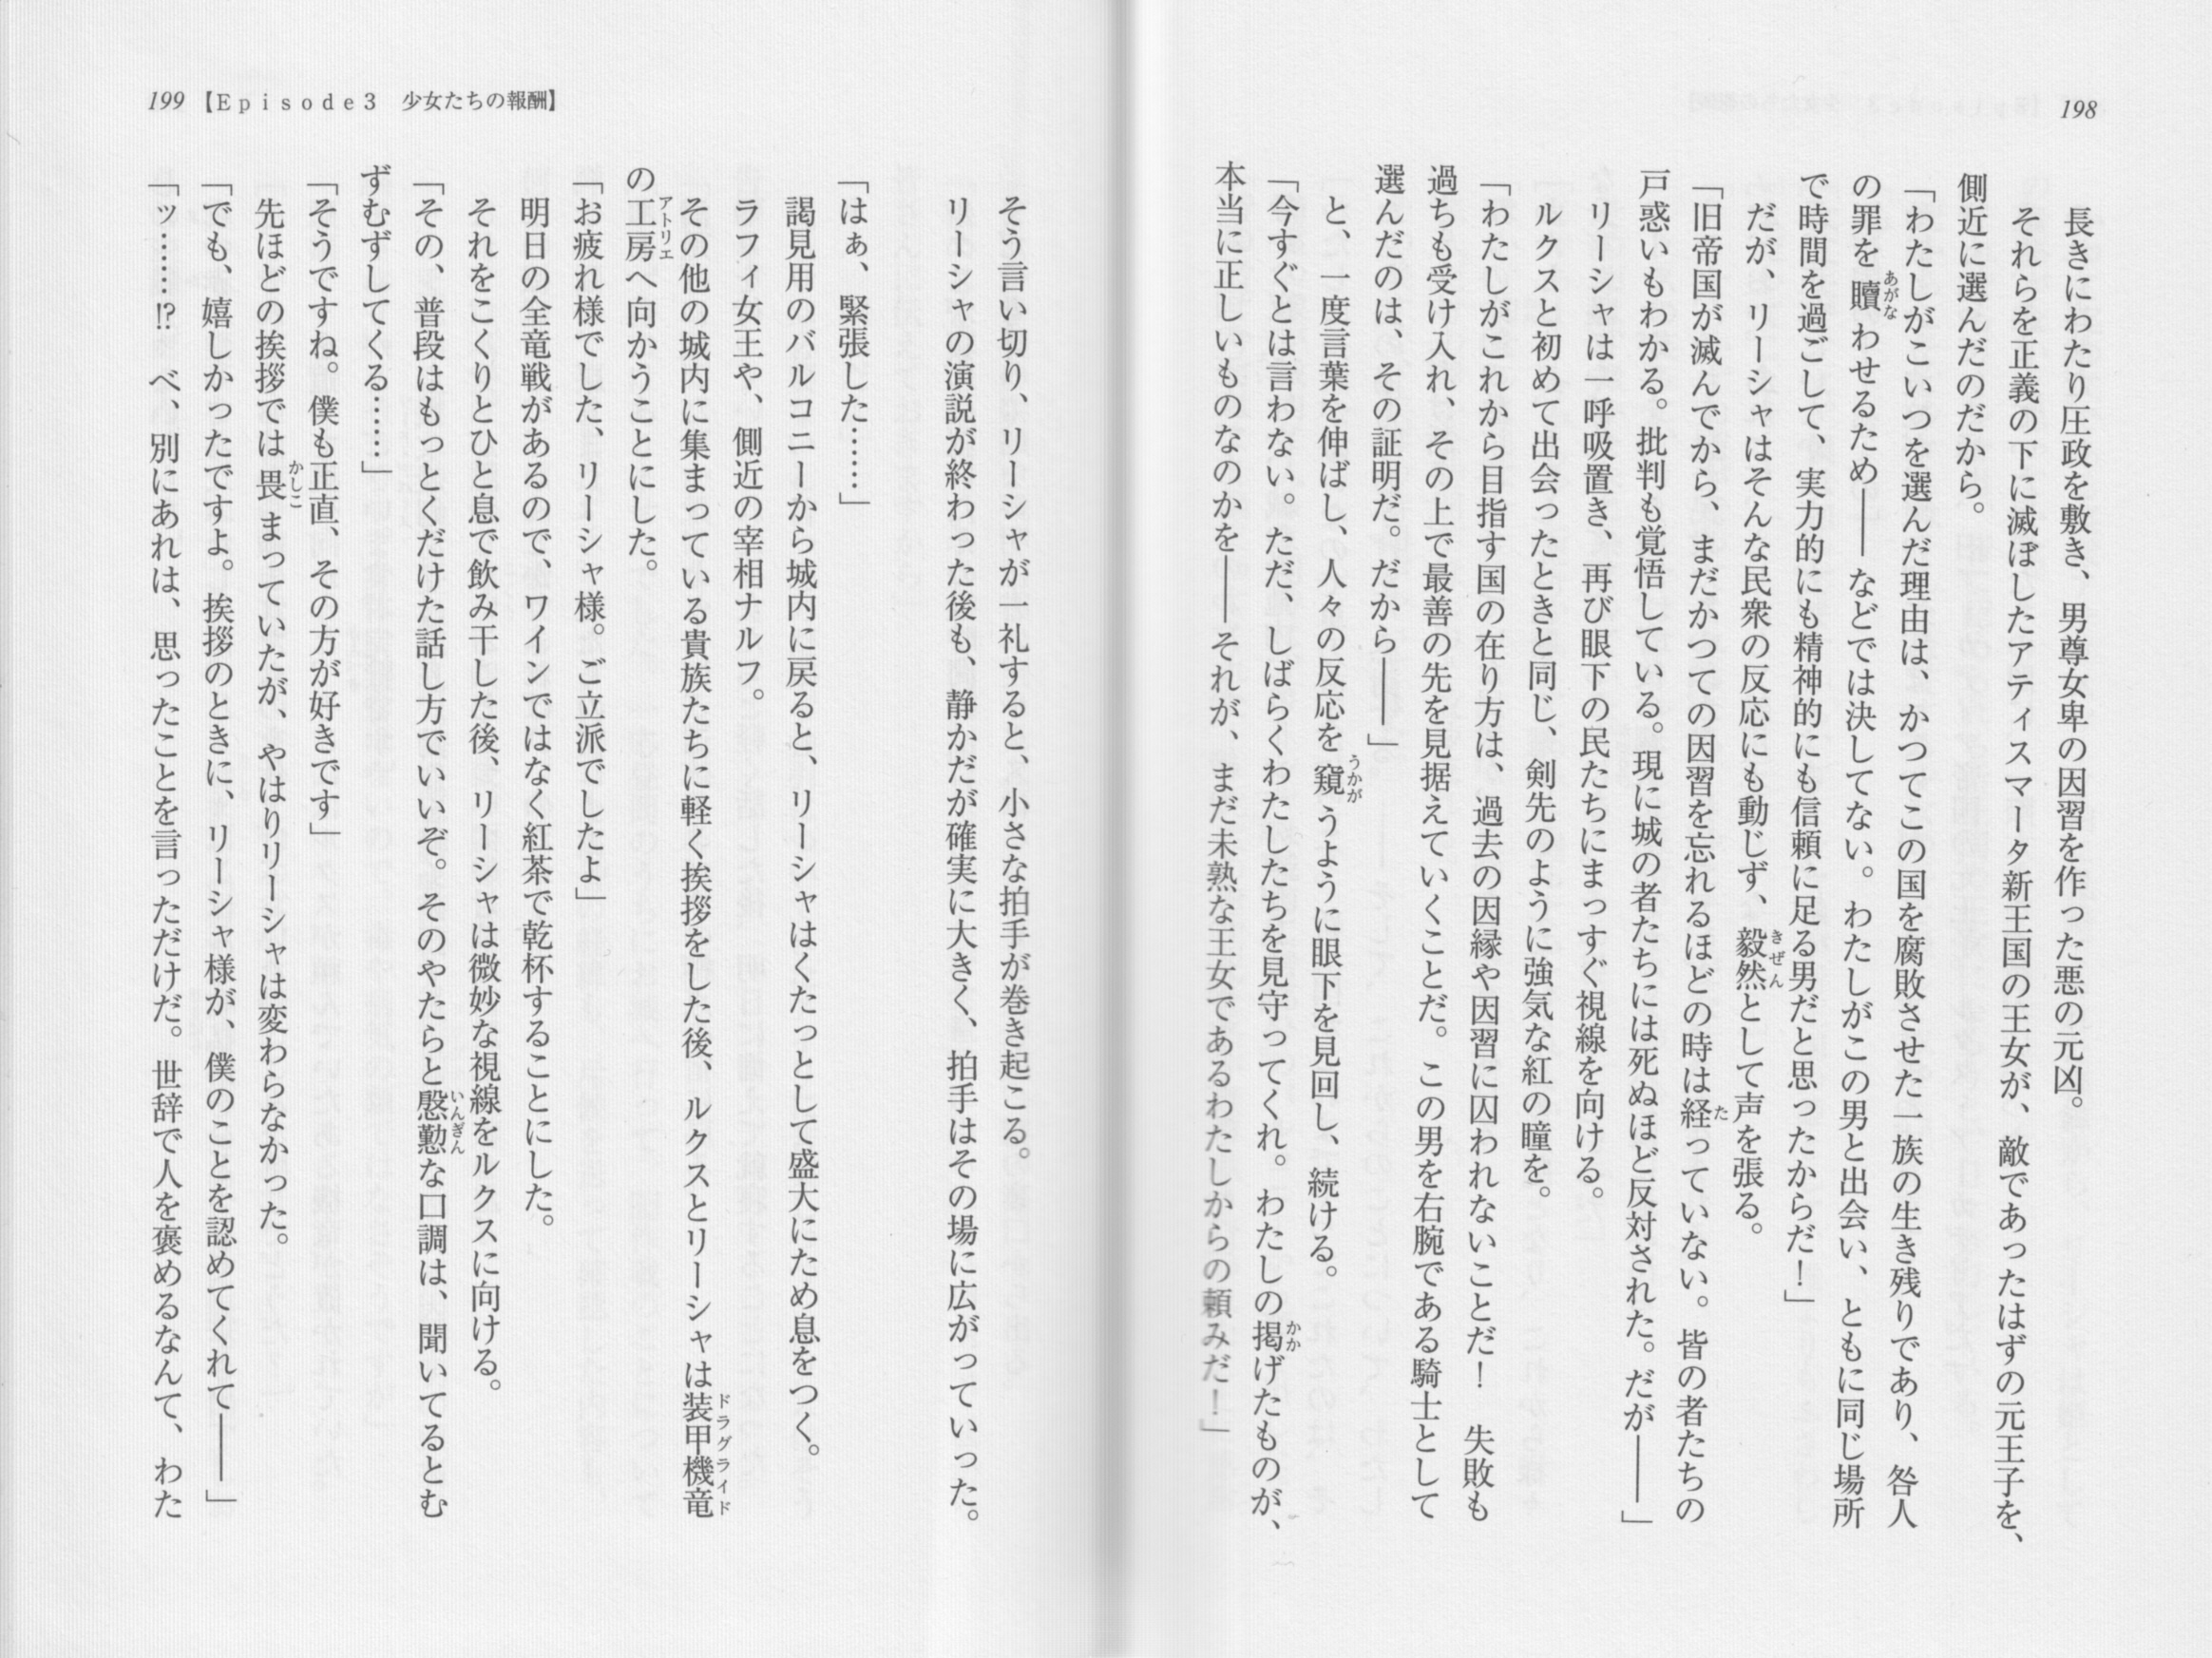 198
　長きにわたり圧政を敷き、男尊女卑の因習を作った悪の元凶。
　それらを正義の下に滅ぼしたアティスマータ新王国の王女が、敵であったはずの元王子を、
側近に選んだのだから。
「わたしがこいつを選んだ理由は、かつてこの国を腐敗させた一族の生き残りであり、咎人
の罪を贖わせるため――などでは決してない。わたしがこの男と出会い、ともに同じ場所
で時間を過ごして、実力的にも精神的にも信頼に足る男だと思ったからだ！」
　だが、リーシャはそんな民衆の反応にも動じず、毅然として声を張る。
「旧帝国が滅んでから、まだかつての因習を忘れるほどの時は経っていない。皆の者たちの
戸惑いもわかる。批判も覚悟している。現に城の者たちには死ぬほど反対された。だが――」
　リーシャは一呼吸置き、再び眼下の民たちにまっすぐ視線を向ける。
　ルクスと初めて出会ったときと同じ、剣先のように強気な紅の瞳を。
「わたしがこれから目指す国の在り方は、過去の因縁や因習に囚われないことだ！　失敗も
過ちも受け入れ、その上で最善の先を見据えていくことだ。この男を右腕である騎士として
選んだのは、その証明だ。だから――」
　と、一度言葉を伸ばし、人々の反応を窺うように眼下を見回し、続ける。
「今すぐとは言わない。ただ、しばらくわたしたちを見守ってくれ。わたしの掲げたものが、
本当に正しいものなのかを――それが、まだ未熟な王女であるわたしからの頼みだ！」
199【Episode3　少女たちの報酬】
　そう言い切り、リーシャが一礼すると、小さな拍手が巻き起こる。
　リーシャの演説が終わった後も、静かだが確実に大きく、拍手はその場に広がっていった。
「はぁ、緊張した……」
　謁見用のバルコニーから城内に戻ると、リーシャはくたっとして盛大にため息をつく。
　ラフィ女王や、側近の宰相ナルフ。
　その他の城内に集まっている貴族たちに軽く挨拶をした後、ルクスとリーシャは装甲機竜
の工房へ向かうことにした。
「お疲れ様でした、リーシャ様。ご立派でしたよ」
　明日の全竜戦があるので、ワインではなく紅茶で乾杯することにした。
　それをこくりとひと息で飲み干した後、リーシャは微妙な視線をルクスに向ける。
「その、普段はもっとくだけた話し方でいいぞ。そのやたらと慇懃な口調は、聞いてるとむ
ずむずしてくる……」
「そうですね。僕も正直、その方が好きです」
　先ほどの挨拶では畏まっていたが、やはりリーシャは変わらなかった。
「でも、嬉しかったですよ。挨拶のときに、リーシャ様が、僕のことを認めてくれて――」
「ッ……!?　べ、別にあれは、思ったことを言っただけだ。世辞で人を褒めるなんて、わた